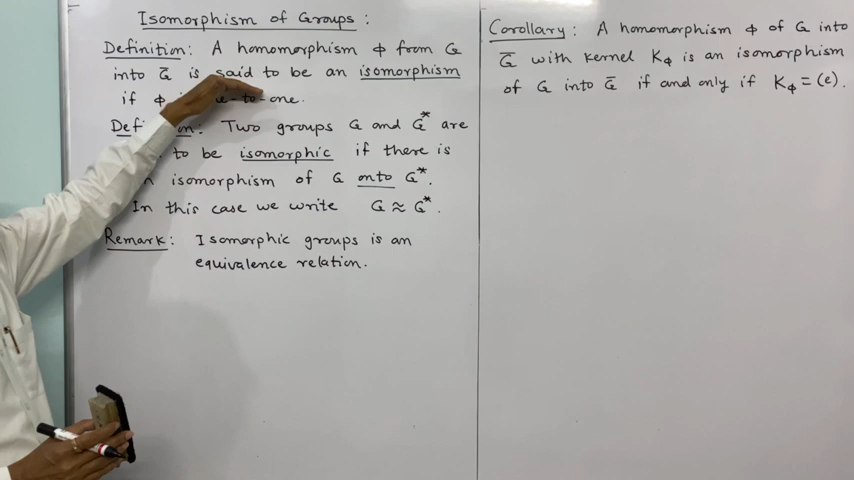 Isomorphism of Groups :
Definition: A homomorphism ϕ from G
into G̅ is said to be an isomorphism
if ϕ -to-one.
Two groups G and G* are
to be isomorphic if there is
isomorphism of G onto G*.
In this case we write G ≈ G*.
Remark: Isomorphic groups is an
equivalence relation.
Corollary: A homomorphism ϕ of G into
G̅ with kernel Kϕ is an isomorphism
of G into G̅ if and only if Kϕ = (e).